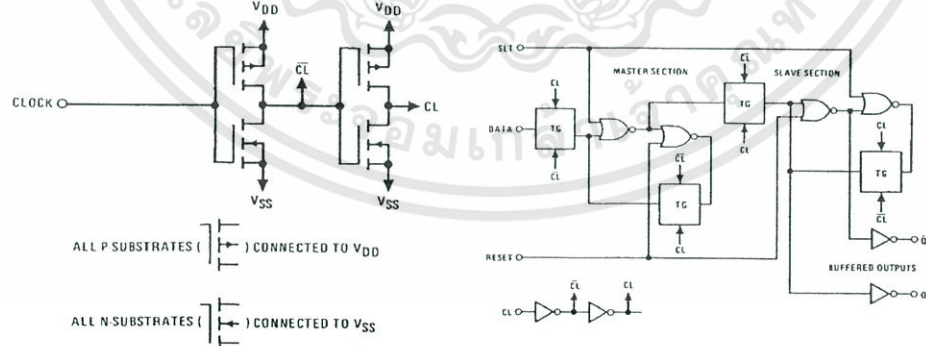 VDD
VDD
CLOCK
CL
CL
VSS
VSS
ALL P-SUBSTRATES ( ) CONNECTED TO VDD
ALL N-SUBSTRATES ( ) CONNECTED TO VSS
SET
MASTER SECTION
SLAVE SECTION
CL
CL
DATA
TG
TG
CL
CL
CL
CL
TG
TG
CL
CL
RESET
Q
BUFFERED OUTPUTS
Q
CL
CL
CL